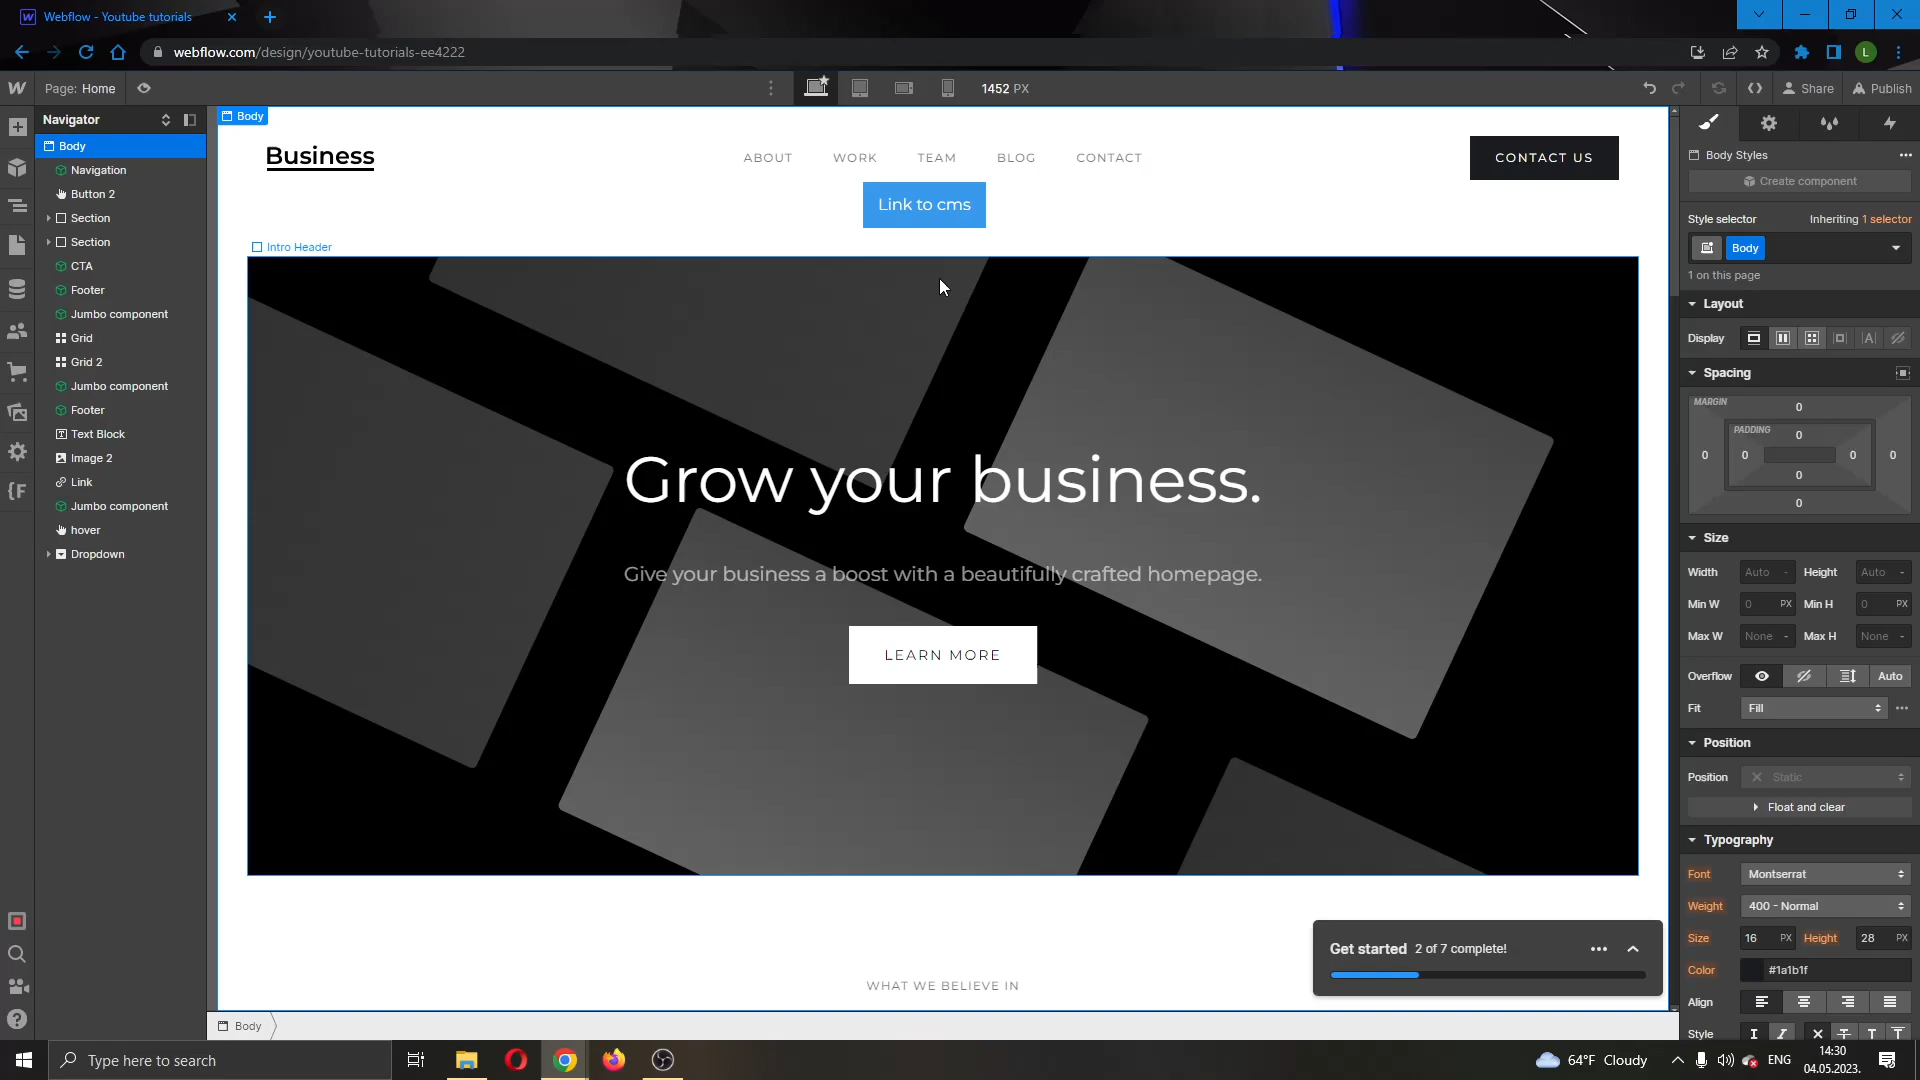 Webflow - Youtube tutorials
webflow.com/design/youtube-tutorials-ee4222
L
Page: Home
1452 PX
Share
Publish
Navigator
Body
Navigation
Button 2
Section
Section
CTA
Footer
Jumbo component
Grid
Grid 2
Jumbo component
Footer
Text Block
Image 2
Link
Jumbo component
hover
Dropdown
Body
Business
ABOUT
WORK
TEAM
BLOG
CONTACT
CONTACT US
Link to cms
Intro Header
Grow your business.
Give your business a boost with a beautifully crafted homepage.
LEARN MORE
WHAT WE BELIEVE IN
Get started 2 of 7 complete!
Body
Body Styles
Create component
Style selector
Inheriting 1 selector
Body
1 on this page
Layout
Display
Spacing
MARGIN
0
PADDING
0
0 0 0 0
0
0
Size
Width Auto - Height Auto -
Min W 0 PX Min H 0 PX
Max W None - Max H None -
Overflow Auto
Fit Fill
Position
Position Static
Float and clear
Typography
Font Montserrat
Weight 400 - Normal
Size 16 PX Height 28 PX
Color #1a1b1f
Align
Style
Type here to search
64°F Cloudy
ENG
14:30
04.05.2023.